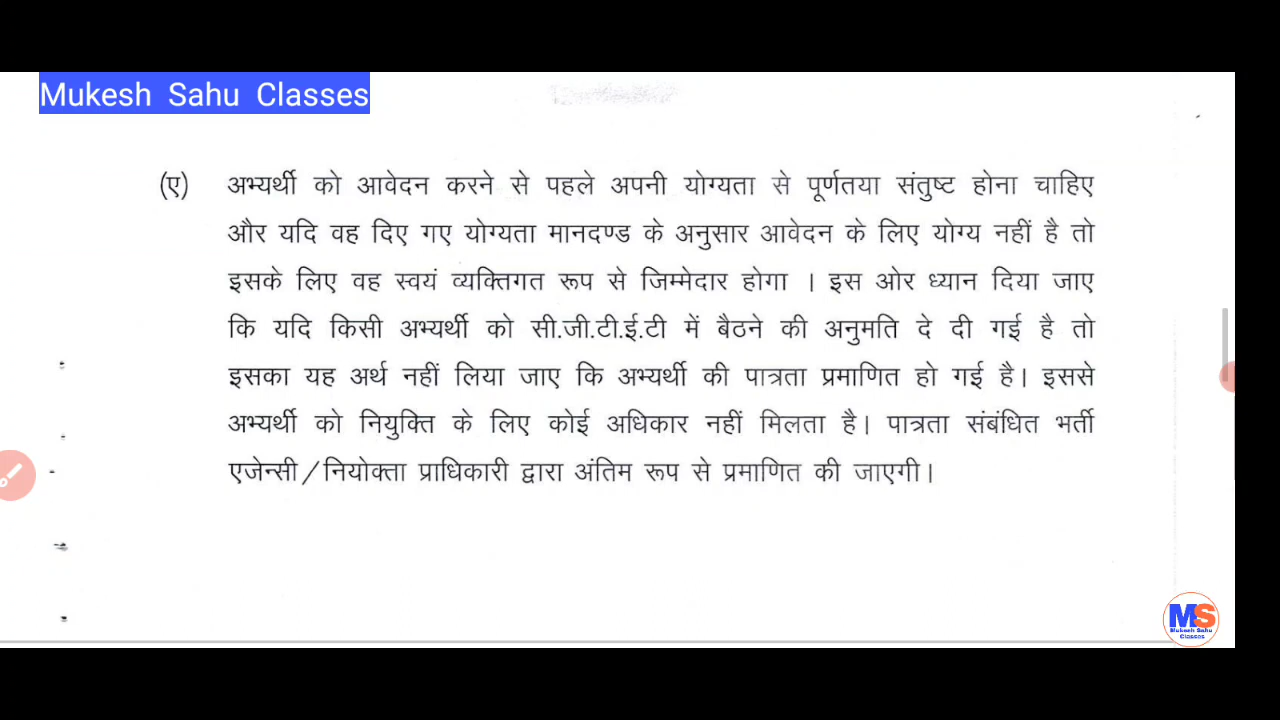 Mukesh Sahu Classes
(ए) अभ्यर्थी को आवेदन करने से पहले अपनी योग्यता से पूर्णतया संतुष्ट होना चाहिए
और यदि वह दिए गए योग्यता मानदण्ड के अनुसार आवेदन के लिए योग्य नहीं है तो
इसके लिए वह स्वयं व्यक्तिगत रूप से जिम्मेदार होगा । इस ओर ध्यान दिया जाए
कि यदि किसी अभ्यर्थी को सी.जी.टी.ई.टी में बैठने की अनुमति दे दी गई है तो
इसका यह अर्थ नहीं लिया जाए कि अभ्यर्थी की पात्रता प्रमाणित हो गई है। इससे
अभ्यर्थी को नियुक्ति के लिए कोई अधिकार नहीं मिलता है। पात्रता संबंधित भर्ती
एजेन्सी/नियोक्ता प्राधिकारी द्वारा अंतिम रूप से प्रमाणित की जाएगी।
MS
Mukesh Sahu
Classes